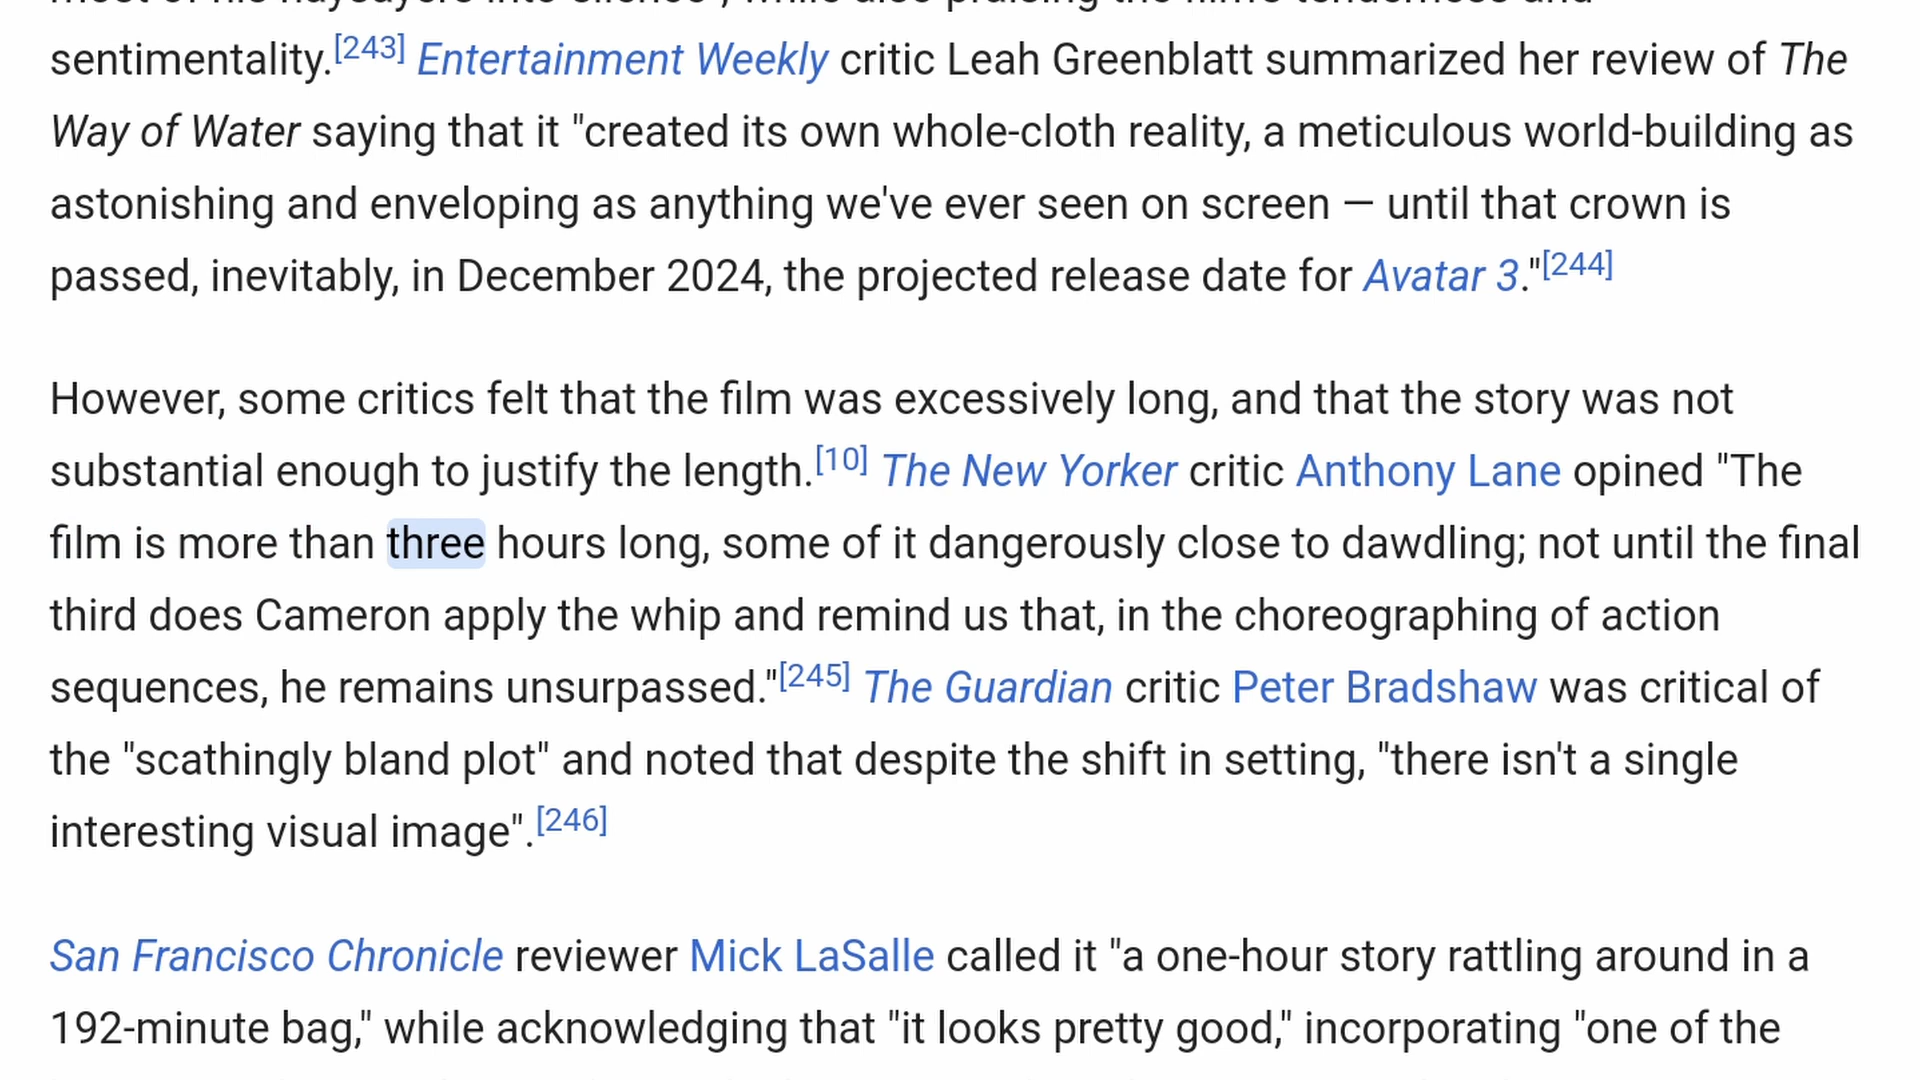 sentimentality.[243] Entertainment Weekly critic Leah Greenblatt summarized her review of The
Way of Water saying that it "created its own whole-cloth reality, a meticulous world-building as
astonishing and enveloping as anything we've ever seen on screen — until that crown is
passed, inevitably, in December 2024, the projected release date for Avatar 3."[244]
However, some critics felt that the film was excessively long, and that the story was not
substantial enough to justify the length.[10] The New Yorker critic Anthony Lane opined "The
film is more than three hours long, some of it dangerously close to dawdling; not until the final
third does Cameron apply the whip and remind us that, in the choreographing of action
sequences, he remains unsurpassed."[245] The Guardian critic Peter Bradshaw was critical of
the "scathingly bland plot" and noted that despite the shift in setting, "there isn't a single
interesting visual image".[246]
San Francisco Chronicle reviewer Mick LaSalle called it "a one-hour story rattling around in a
192-minute bag," while acknowledging that "it looks pretty good," incorporating "one of the